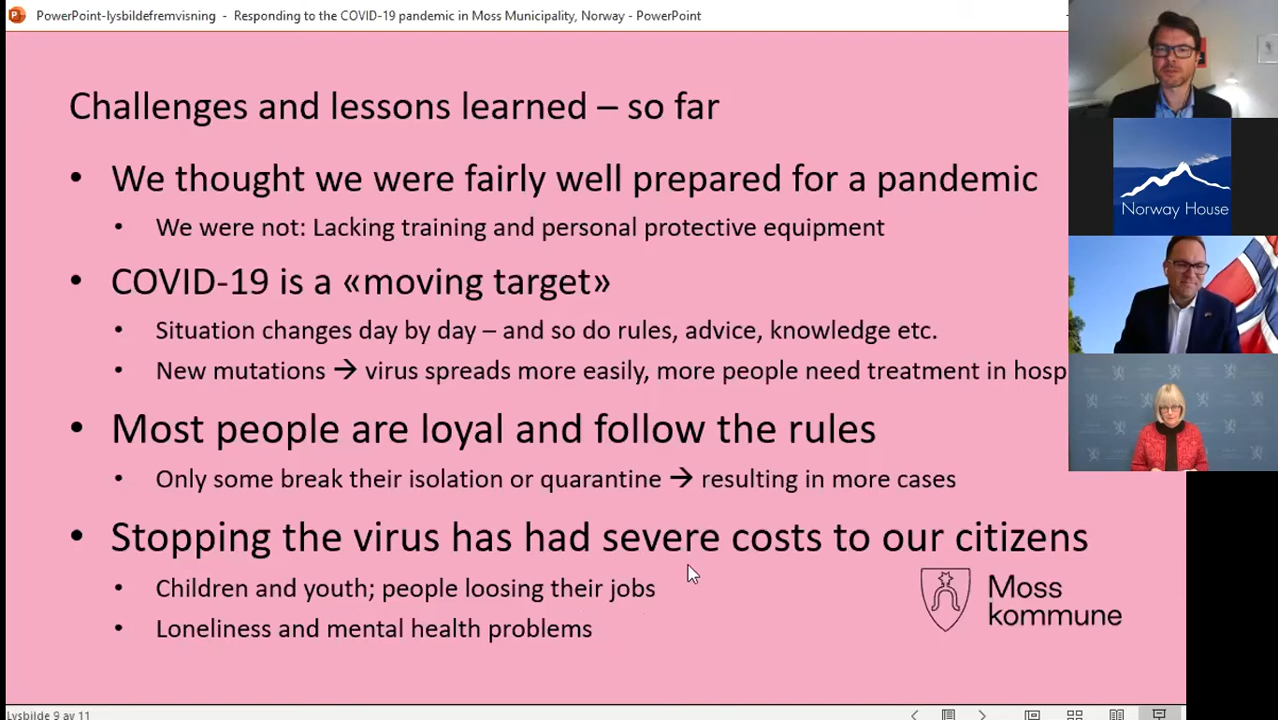 PowerPoint-lysbildefremvisning - Responding to the COVID-19 pandemic in Moss Municipality, Norway - PowerPoint
Challenges and lessons learned – so far
• We thought we were fairly well prepared for a pandemic
• We were not: Lacking training and personal protective equipment
• COVID-19 is a «moving target»
• Situation changes day by day – and so do rules, advice, knowledge etc.
• New mutations → virus spreads more easily, more people need treatment in hosp
• Most people are loyal and follow the rules
• Only some break their isolation or quarantine → resulting in more cases
• Stopping the virus has had severe costs to our citizens
• Children and youth; people loosing their jobs
• Loneliness and mental health problems
Moss
kommune
Norway House
Lysbilde 9 av 11